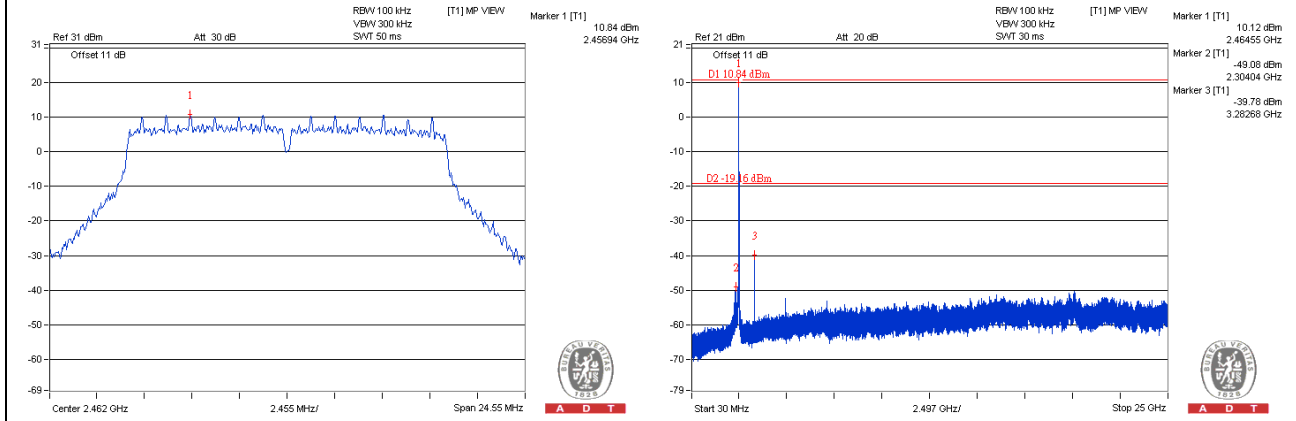 RBW 100 kHz [T1] MP VIEW
VBW 300 kHz
Ref 31 dBm Att 30 dB SWT 50 ms
Marker 1 [T1]
10.84 dBm
2.45694 GHz
Offset 11 dB
31
20
10
0
-10
-20
-30
-40
-50
-60
-69
1
Center 2.462 GHz 2.455 MHz/ Span 24.55 MHz
BUREAU VERITAS
1828
A D T
RBW 100 kHz [T1] MP VIEW
VBW 300 kHz
Ref 21 dBm Att 20 dB SWT 30 ms
Marker 1 [T1]
10.12 dBm
2.46455 GHz
Marker 2 [T1]
-49.08 dBm
2.30404 GHz
Marker 3 [T1]
-39.78 dBm
3.28268 GHz
Offset 11 dB
21
10
0
-10
-20
-30
-40
-50
-60
-70
-79
1
D1 10.84 dBm
D2 -19.16 dBm
3
2
Start 30 MHz 2.497 GHz/ Stop 25 GHz
BUREAU VERITAS
1828
A D T